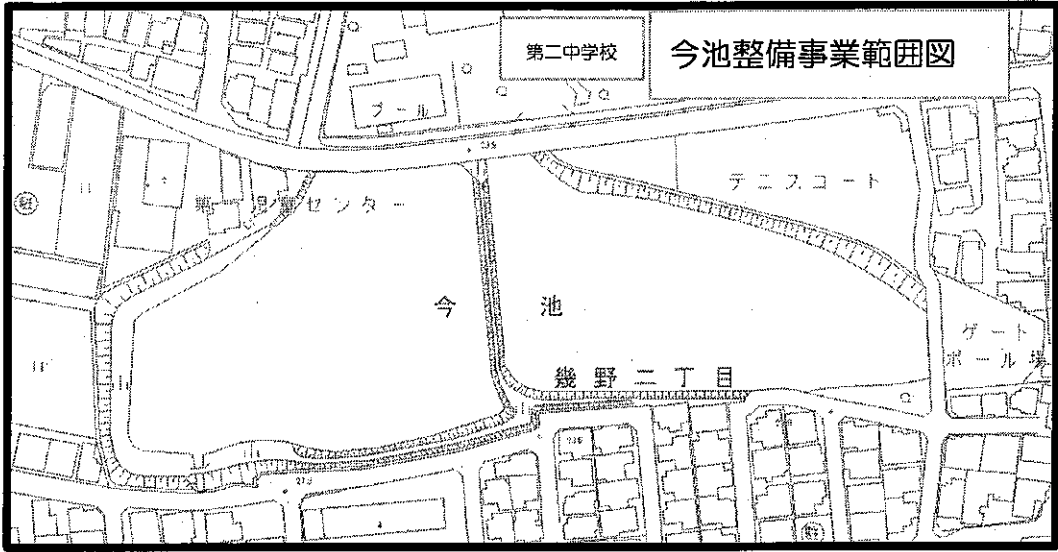 今池整備事業範囲図
第二中学校
プール
テニスコート
センター
今池
ゲート
ボール場
幾野二丁目